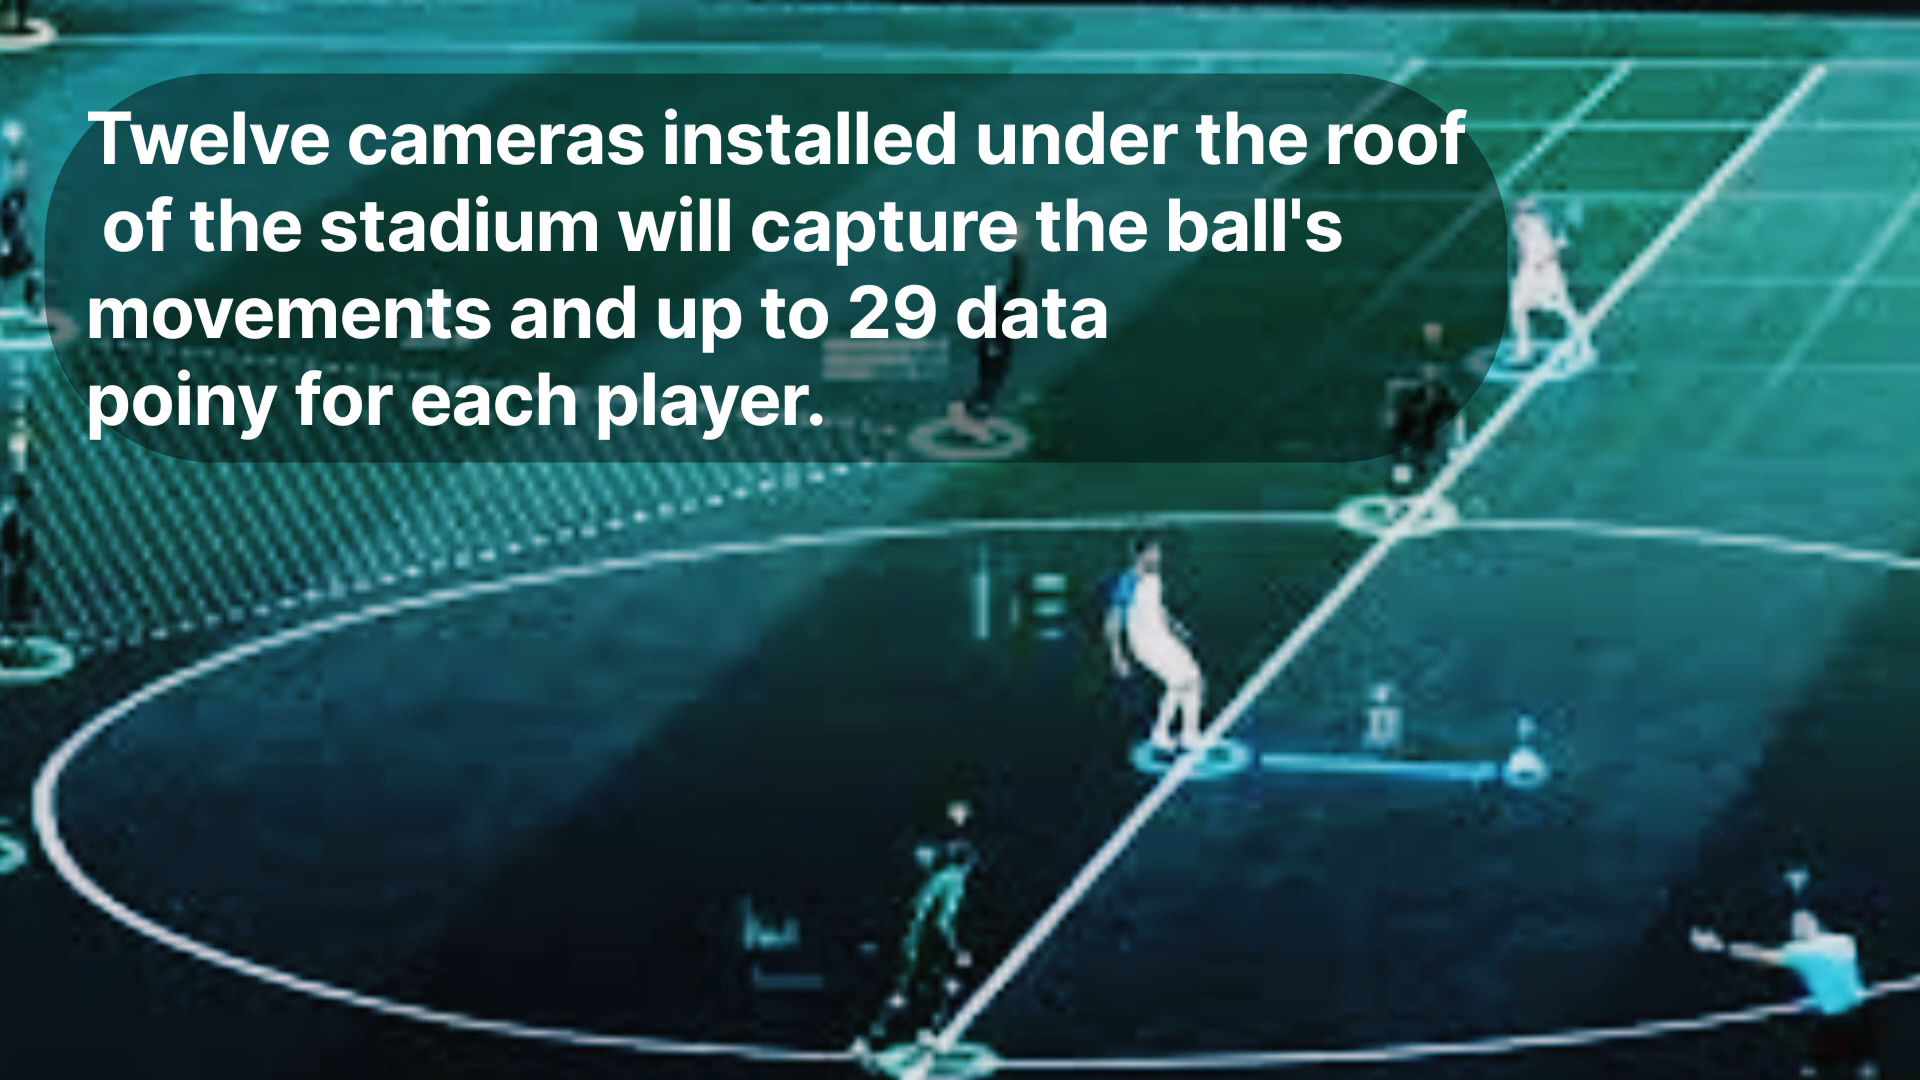 Twelve cameras installed under the roof
of the stadium will capture the ball's
movements and up to 29 data
poiny for each player.